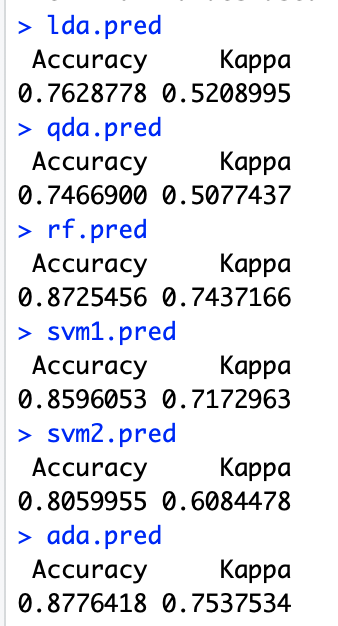 > lda.pred
Accuracy Kappa
0.7628778 0.5208995
> qda.pred
Accuracy Kappa
0.7466900 0.5077437
> rf.pred
Accuracy Kappa
0.8725456 0.7437166
> svm1.pred
Accuracy Kappa
0.8596053 0.7172963
> svm2.pred
Accuracy Kappa
0.8059955 0.6084478
> ada.pred
Accuracy Kappa
0.8776418 0.7537534